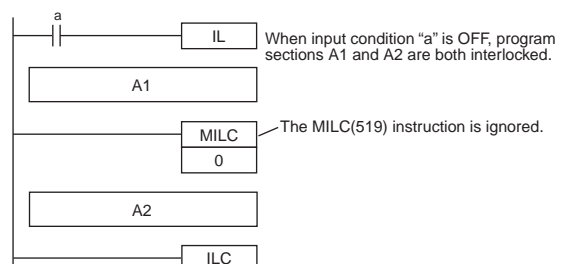 a
IL
When input condition “a” is OFF, program
sections A1 and A2 are both interlocked.
A1
MILC
The MILC(519) instruction is ignored.
0
A2
ILC